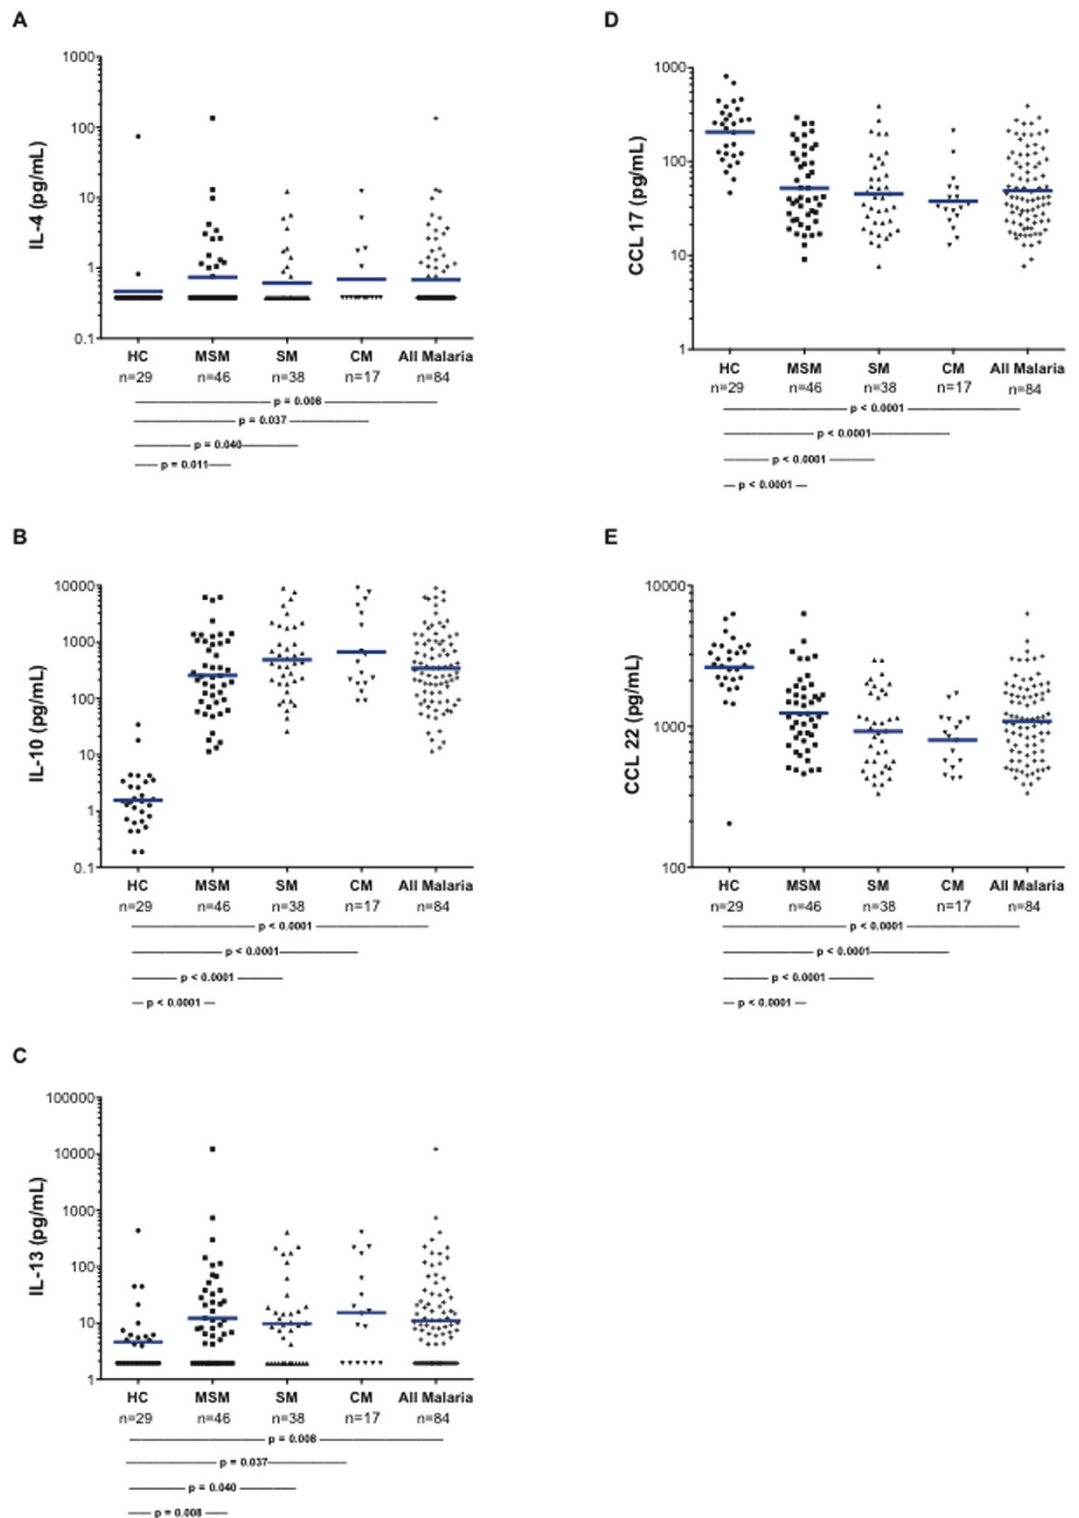 A
IL-4 (pg/mL)
1000
100
10
1
0.1
HC MSM SM CM All Malaria
n=29 n=46 n=38 n=17 n=84
p = 0.008
p = 0.037
p = 0.040
p = 0.011
D
CCL 17 (pg/mL)
1000
100
10
1
HC MSM SM CM All Malaria
n=29 n=46 n=38 n=17 n=84
p < 0.0001
p < 0.0001
p < 0.0001
p < 0.0001
B
IL-10 (pg/mL)
10000
1000
100
10
1
0.1
HC MSM SM CM All Malaria
n=29 n=46 n=38 n=17 n=84
p < 0.0001
p < 0.0001
p < 0.0001
p < 0.0001
E
CCL 22 (pg/mL)
10000
1000
100
HC MSM SM CM All Malaria
n=29 n=46 n=38 n=17 n=84
p < 0.0001
p < 0.0001
p < 0.0001
p < 0.0001
C
IL-13 (pg/mL)
100000
10000
1000
100
10
1
HC MSM SM CM All Malaria
n=29 n=46 n=38 n=17 n=84
p = 0.008
p = 0.037
p = 0.040
p = 0.008